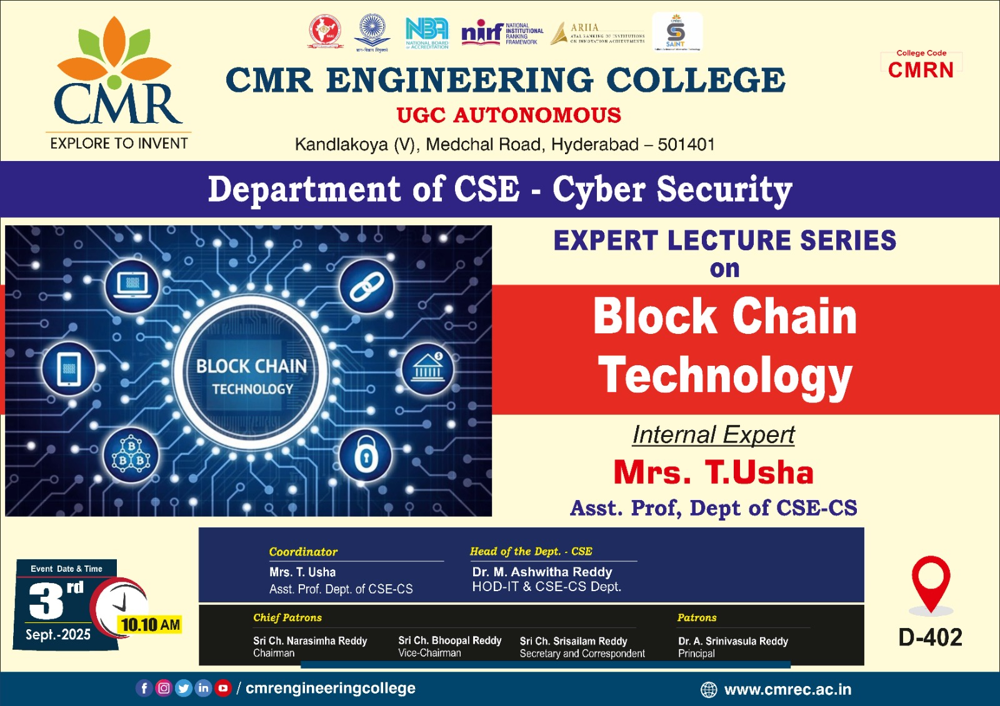 CMR
EXPLORE TO INVENT
NBA
NATIONAL BOARD
of ACCREDITATION
nirf
NATIONAL
INSTITUTIONAL
RANKING
FRAMEWORK
ARIIA
ATAL RANKING OF INSTITUTIONS
ON INNOVATION ACHIEVEMENTS
CMREC
SAINT
College Code
CMRN
CMR ENGINEERING COLLEGE
UGC AUTONOMOUS
Kandlakoya (V), Medchal Road, Hyderabad – 501401
Department of CSE - Cyber Security
BLOCK CHAIN
TECHNOLOGY
EXPERT LECTURE SERIES
on
Block Chain
Technology
Internal Expert
Mrs. T.Usha
Asst. Prof, Dept of CSE-CS
Event Date & Time
3rd
Sept.-2025
10.10 AM
Coordinator
Mrs. T. Usha
Asst. Prof. Dept. of CSE-CS
Head of the Dept. - CSE
Dr. M. Ashwitha Reddy
HOD-IT & CSE-CS Dept.
Chief Patrons
Sri Ch. Narasimha Reddy
Chairman
Sri Ch. Bhoopal Reddy
Vice-Chairman
Sri Ch. Srisailam Reddy
Secretary and Correspondent
Patrons
Dr. A. Srinivasula Reddy
Principal
D-402
/ cmrengineeringcollege
www.cmrec.ac.in